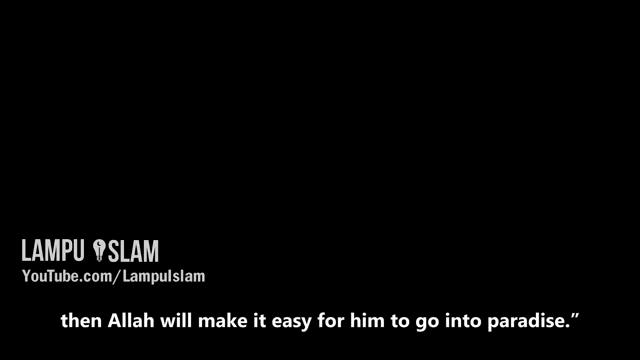 LAMPU ISLAM
YouTube.com/LampuIslam
then Allah will make it easy for him to go into paradise.”